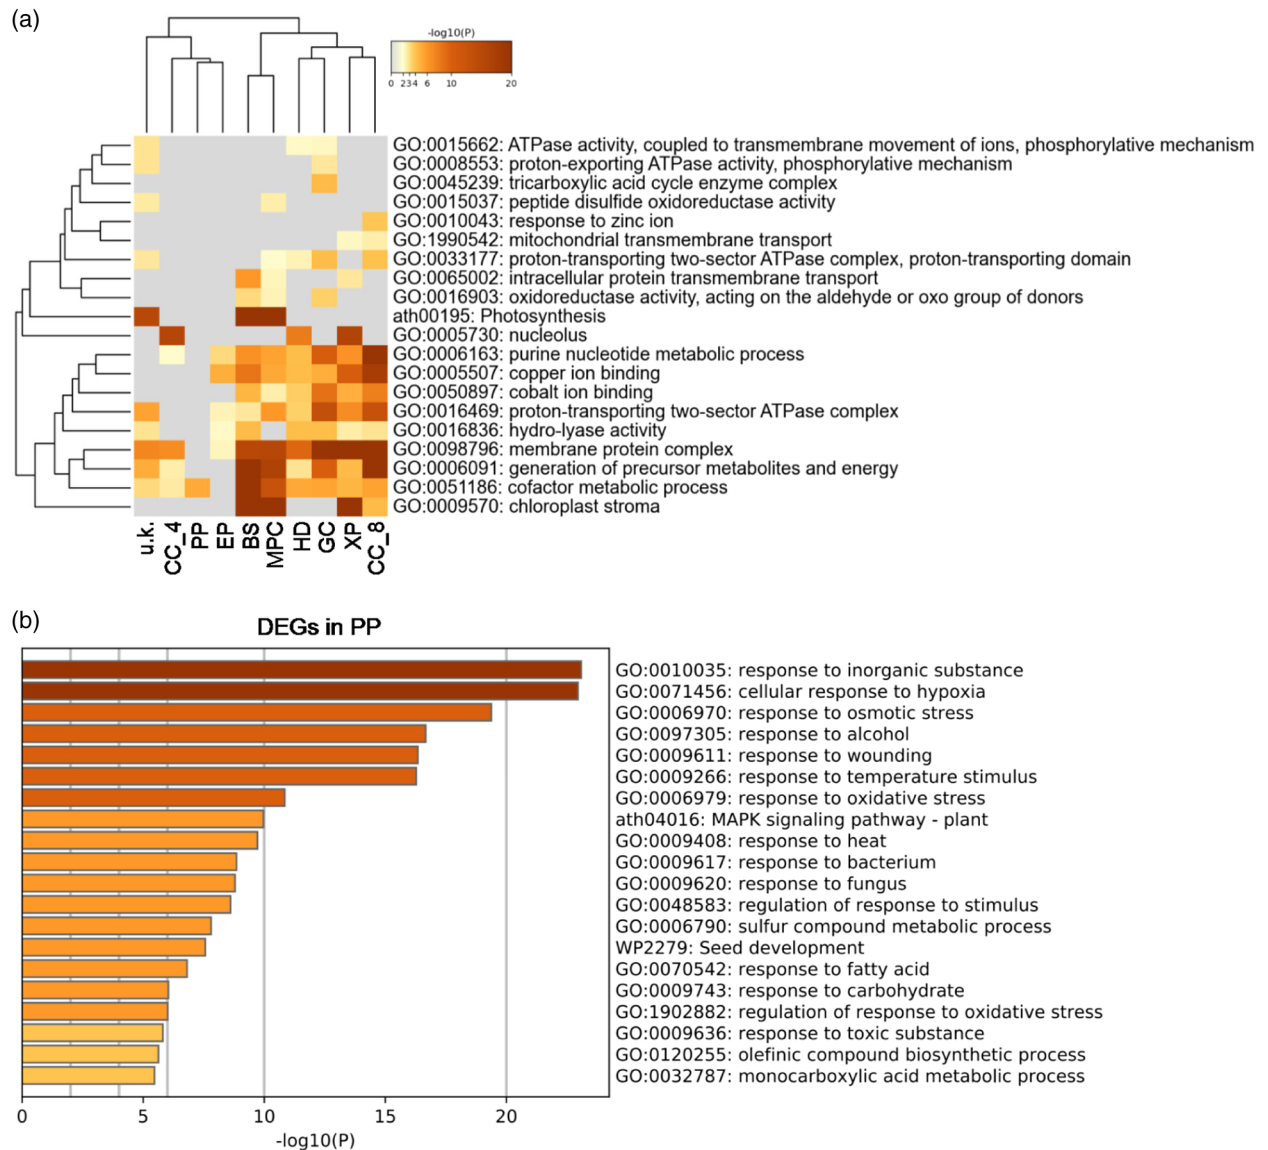 (a)
-log10(P)
0 2 3 4 6 10 20
GO:0015662: ATPase activity, coupled to transmembrane movement of ions, phosphorylative mechanism
GO:0008553: proton-exporting ATPase activity, phosphorylative mechanism
GO:0045239: tricarboxylic acid cycle enzyme complex
GO:0015037: peptide disulfide oxidoreductase activity
GO:0010043: response to zinc ion
GO:1990542: mitochondrial transmembrane transport
GO:0033177: proton-transporting two-sector ATPase complex, proton-transporting domain
GO:0065002: intracellular protein transmembrane transport
GO:0016903: oxidoreductase activity, acting on the aldehyde or oxo group of donors
ath00195: Photosynthesis
GO:0005730: nucleolus
GO:0006163: purine nucleotide metabolic process
GO:0005507: copper ion binding
GO:0050897: cobalt ion binding
GO:0016469: proton-transporting two-sector ATPase complex
GO:0016836: hydro-lyase activity
GO:0098796: membrane protein complex
GO:0006091: generation of precursor metabolites and energy
GO:0051186: cofactor metabolic process
GO:0009570: chloroplast stroma
u.k. CC_4 PP EP BS MPC HD GC XP CC_8
(b)
DEGs in PP
GO:0010035: response to inorganic substance
GO:0071456: cellular response to hypoxia
GO:0006970: response to osmotic stress
GO:0097305: response to alcohol
GO:0009611: response to wounding
GO:0009266: response to temperature stimulus
GO:0006979: response to oxidative stress
ath04016: MAPK signaling pathway - plant
GO:0009408: response to heat
GO:0009617: response to bacterium
GO:0009620: response to fungus
GO:0048583: regulation of response to stimulus
GO:0006790: sulfur compound metabolic process
WP2279: Seed development
GO:0070542: response to fatty acid
GO:0009743: response to carbohydrate
GO:1902882: regulation of response to oxidative stress
GO:0009636: response to toxic substance
GO:0120255: olefinic compound biosynthetic process
GO:0032787: monocarboxylic acid metabolic process
0 5 10 15 20
-log10(P)